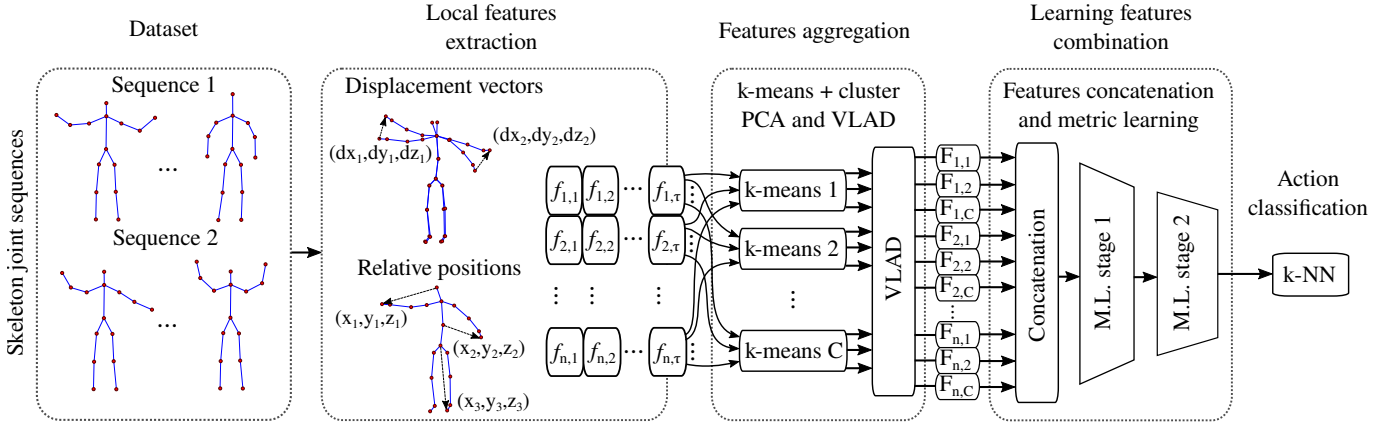 Dataset
Local features
extraction
Features aggregation
Learning features
combination
Skeleton joint sequences
Sequence 1
...
Sequence 2
...
Displacement vectors
(dx₂,dy₂,dz₂)
(dx₁,dy₁,dz₁)
Relative positions
(x₁,y₁,z₁)
(x₂,y₂,z₂)
(x₃,y₃,z₃)
f₁,₁ f₁,₂ ... f₁,τ
f₂,₁ f₂,₂ ... f₂,τ
fₙ,₁ fₙ,₂ ... fₙ,τ
k-means + cluster
PCA and VLAD
k-means 1
k-means 2
k-means C
VLAD
F₁,₁
F₁,₂
F₁,C
F₂,₁
F₂,₂
F₂,C
Fₙ,₁
Fₙ,₂
Fₙ,C
Features concatenation
and metric learning
Concatenation
M.L. stage 1
M.L. stage 2
Action
classification
k-NN